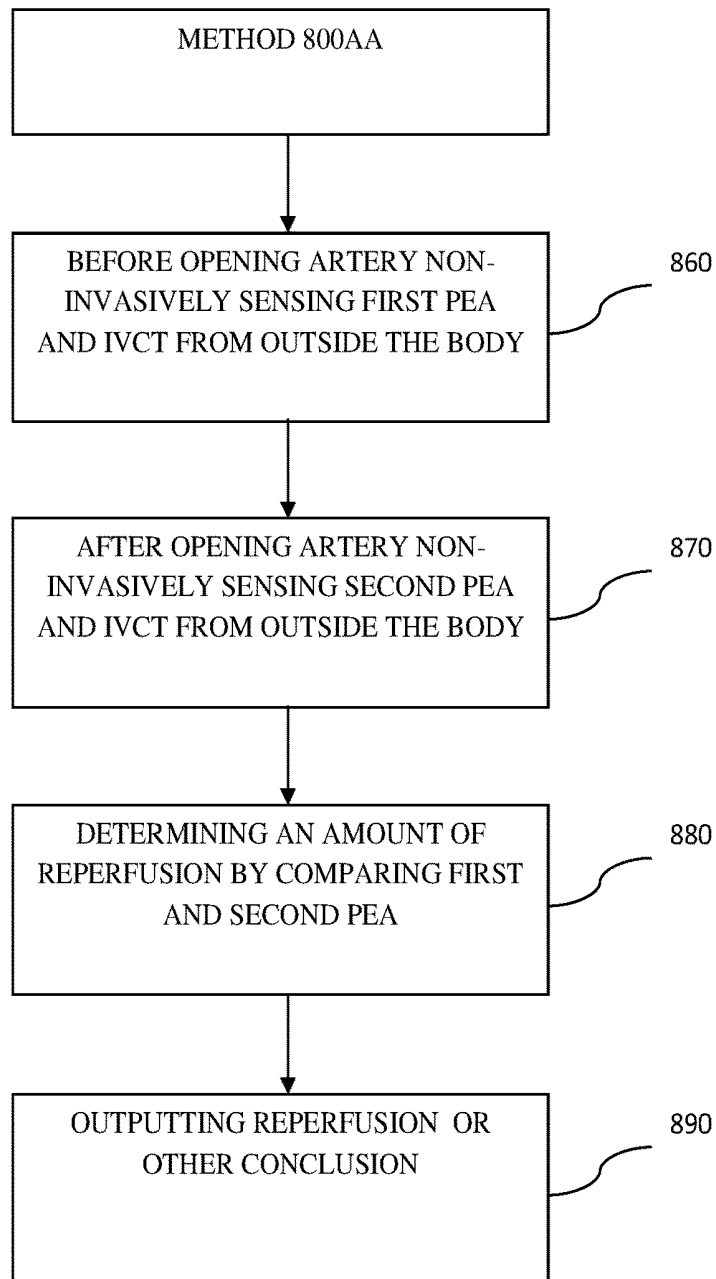 METHOD 800AA
BEFORE OPENING ARTERY NON-
INVASIVELY SENSING FIRST PEA
AND IVCT FROM OUTSIDE THE BODY
860
AFTER OPENING ARTERY NON-
INVASIVELY SENSING SECOND PEA
AND IVCT FROM OUTSIDE THE BODY
870
DETERMINING AN AMOUNT OF
REPERFUSION BY COMPARING FIRST
AND SECOND PEA
880
OUTPUTTING REPERFUSION OR
OTHER CONCLUSION
890